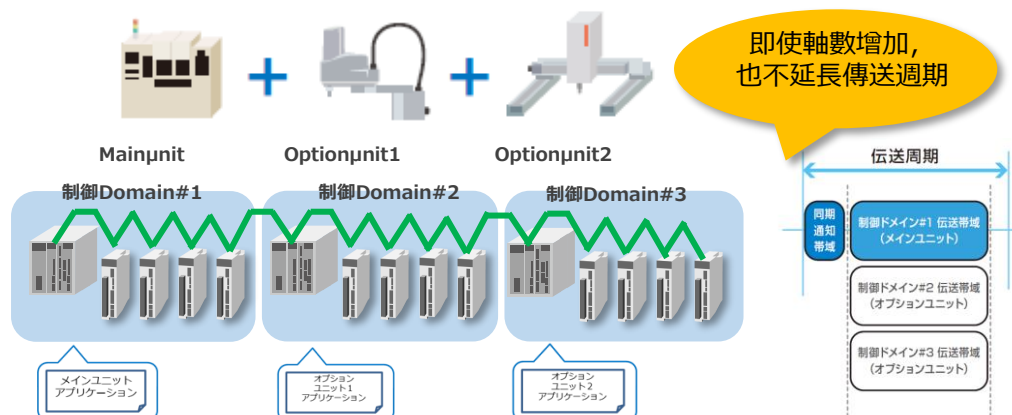 即使軸數增加，
也不延長傳送週期
Mainµnit
Optionµnit1
Optionµnit2
制御Domain#1
制御Domain#2
制御Domain#3
伝送周期
同期
通知
帯域
制御ドメイン#1 伝送帯域
（メインユニット）
制御ドメイン#2 伝送帯域
（オプションユニット）
制御ドメイン#3 伝送帯域
（オプションユニット）
メインユニット
アプリケーション
オプション
ユニット1
アプリケーション
オプション
ユニット2
アプリケーション